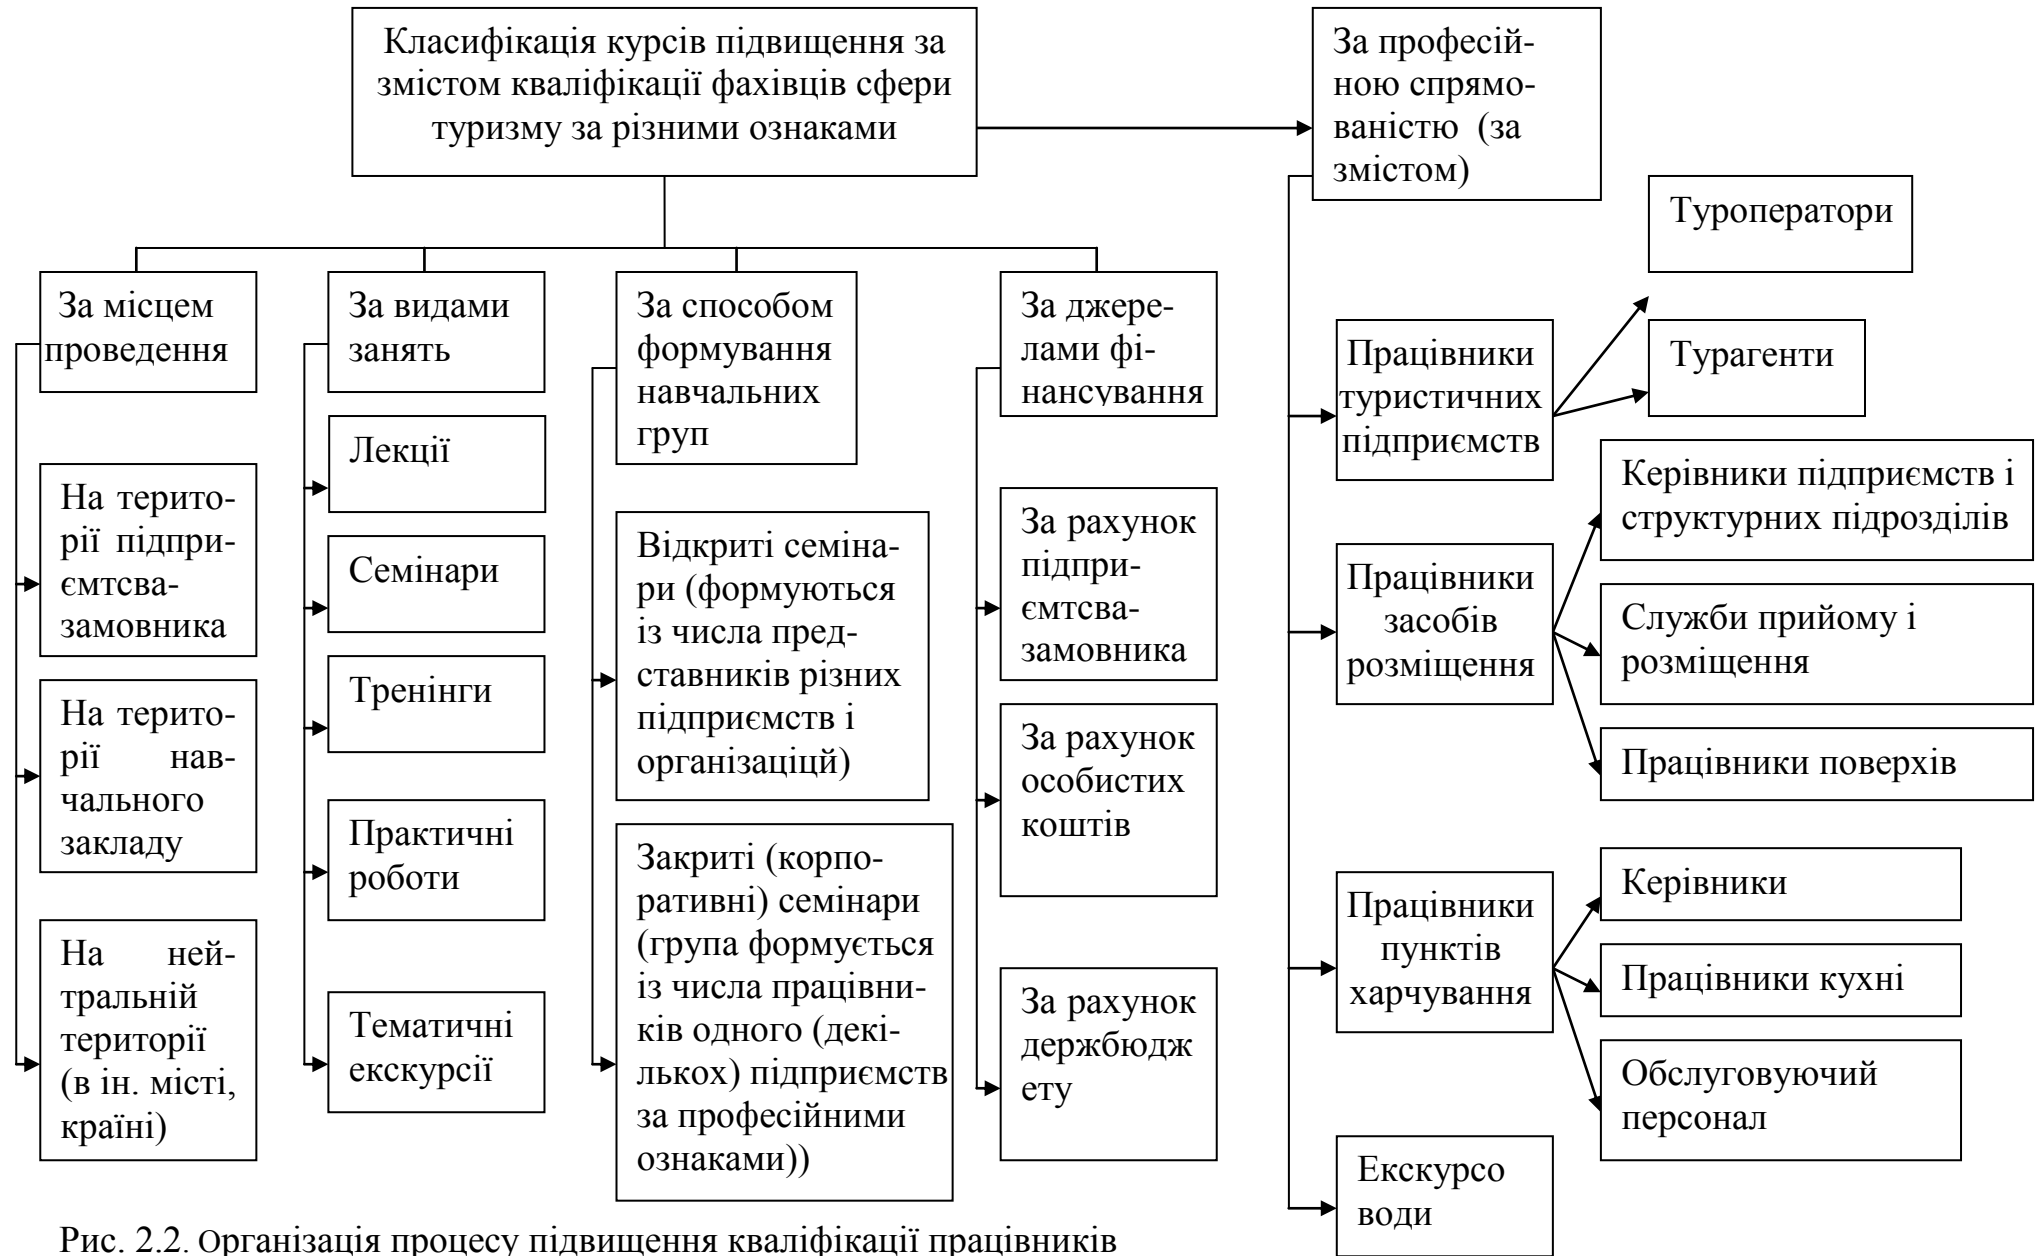 Класифікація курсів підвищення за
змістом кваліфікації фахівців сфери
туризму за різними ознаками
За професій-
ною спрямо-
ваністю (за
змістом)
За місцем
проведення
На терито-
рії підпри-
ємтсва-
замовника
На терито-
рії нав-
чального
закладу
На ней-
тральній
території
(в ін. місті,
країні)
За видами
занять
Лекції
Семінари
Тренінги
Практичні
роботи
Тематичні
екскурсії
За способом
формування
навчальних
груп
Відкриті семіна-
ри (формуються
із числа пред-
ставників різних
підприємств і
організаціцй)
Закриті (корпо-
ративні) семінари
(група формується
із числа працівни-
ків одного (декі-
лькох) підприємств
за професійними
ознаками))
За джере-
лами фі-
нансування
За рахунок
підпри-
ємтсва-
замовника
За рахунок
особистих
коштів
За рахунок
держбюдж
ету
Працівники
туристичних
підприємств
Туроператори
Турагенти
Працівники
засобів
розміщення
Керівники підприємств і
структурних підрозділів
Служби прийому і
розміщення
Працівники поверхів
Працівники
пунктів
харчування
Керівники
Працівники кухні
Обслуговуючий
персонал
Екскурсо
води
Рис. 2.2. Організація процесу підвищення кваліфікації працівників